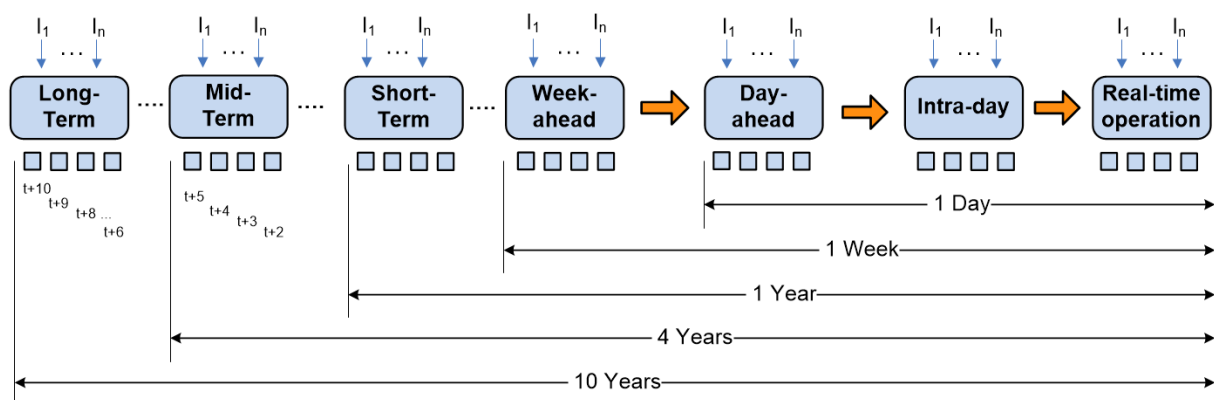 I1 ... In
I1 ... In
I1 ... In
I1 ... In
I1 ... In
I1 ... In
I1 ... In
Long-
Term
.....
Mid-
Term
.....
Short-
Term
.....
Week-
ahead
Day-
ahead
Intra-day
Real-time
operation
t+10
t+9
t+8 ...
t+6
t+5
t+4
t+3
t+2
1 Day
1 Week
1 Year
4 Years
10 Years